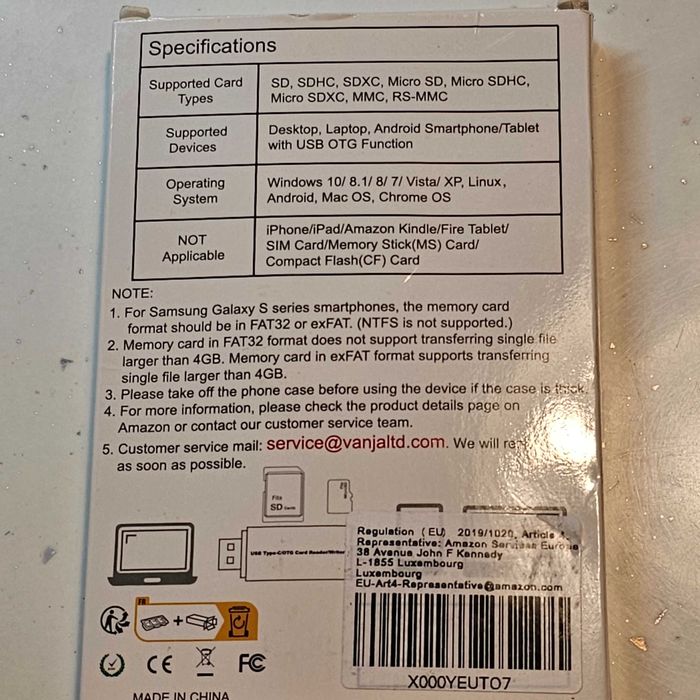 Specifications
Supported Card
Types
SD, SDHC, SDXC, Micro SD, Micro SDHC,
Micro SDXC, MMC, RS-MMC
Supported
Devices
Desktop, Laptop, Android Smartphone/Tablet
with USB OTG Function
Operating
System
Windows 10/ 8.1/ 8/ 7/ Vista/ XP, Linux,
Android, Mac OS, Chrome OS
NOT
Applicable
iPhone/iPad/Amazon Kindle/Fire Tablet/
SIM Card/Memory Stick(MS) Card/
Compact Flash(CF) Card
NOTE:
1. For Samsung Galaxy S series smartphones, the memory card
format should be in FAT32 or exFAT. (NTFS is not supported.)
2. Memory card in FAT32 format does not support transferring single file
larger than 4GB. Memory card in exFAT format supports transferring
single file larger than 4GB.
3. Please take off the phone case before using the device if the case is thick
4. For more information, please check the product details page on
Amazon or contact our customer service team.
5. Customer service mail: service@vanjaltd.com. We will
as soon as possible.
Fits
SD Cards
USB Type-C/OTG Card Reader/Writer
Regulation (EU) 2019/1020, Article 4,
Representative: Amazon Services Europe
38 Avenue John F Kennedy
L-1855 Luxembourg
Luxembourg
EU-Art4-Representative@amazon.com
X000YEUTO7
FR
CE
FC
MADE IN CHINA